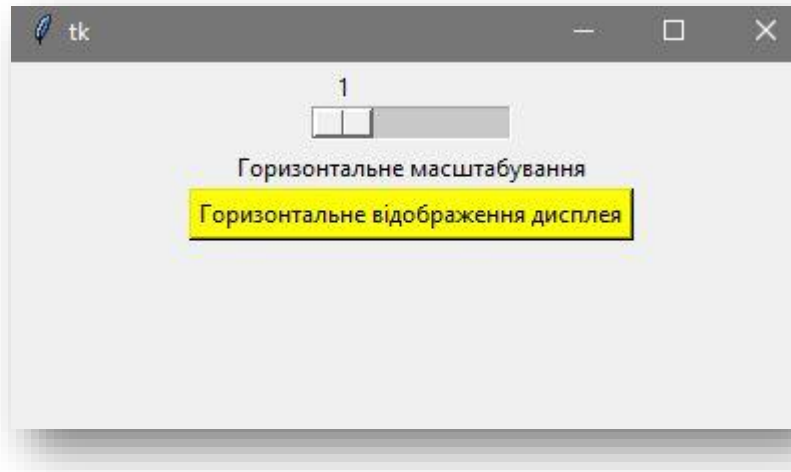 tk
1
Горизонтальне масштабування
Горизонтальне відображення дисплея